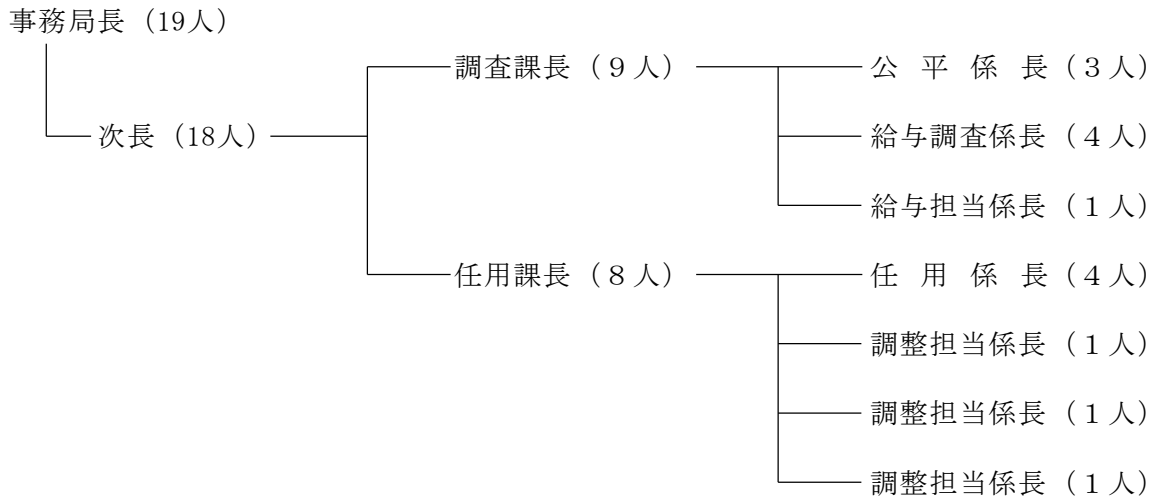 事務局長（19人）
調査課長（９人）
公平係長（３人）
次長（18人）
給与調査係長（４人）
給与担当係長（１人）
任用課長（８人）
任用係長（４人）
調整担当係長（１人）
調整担当係長（１人）
調整担当係長（１人）